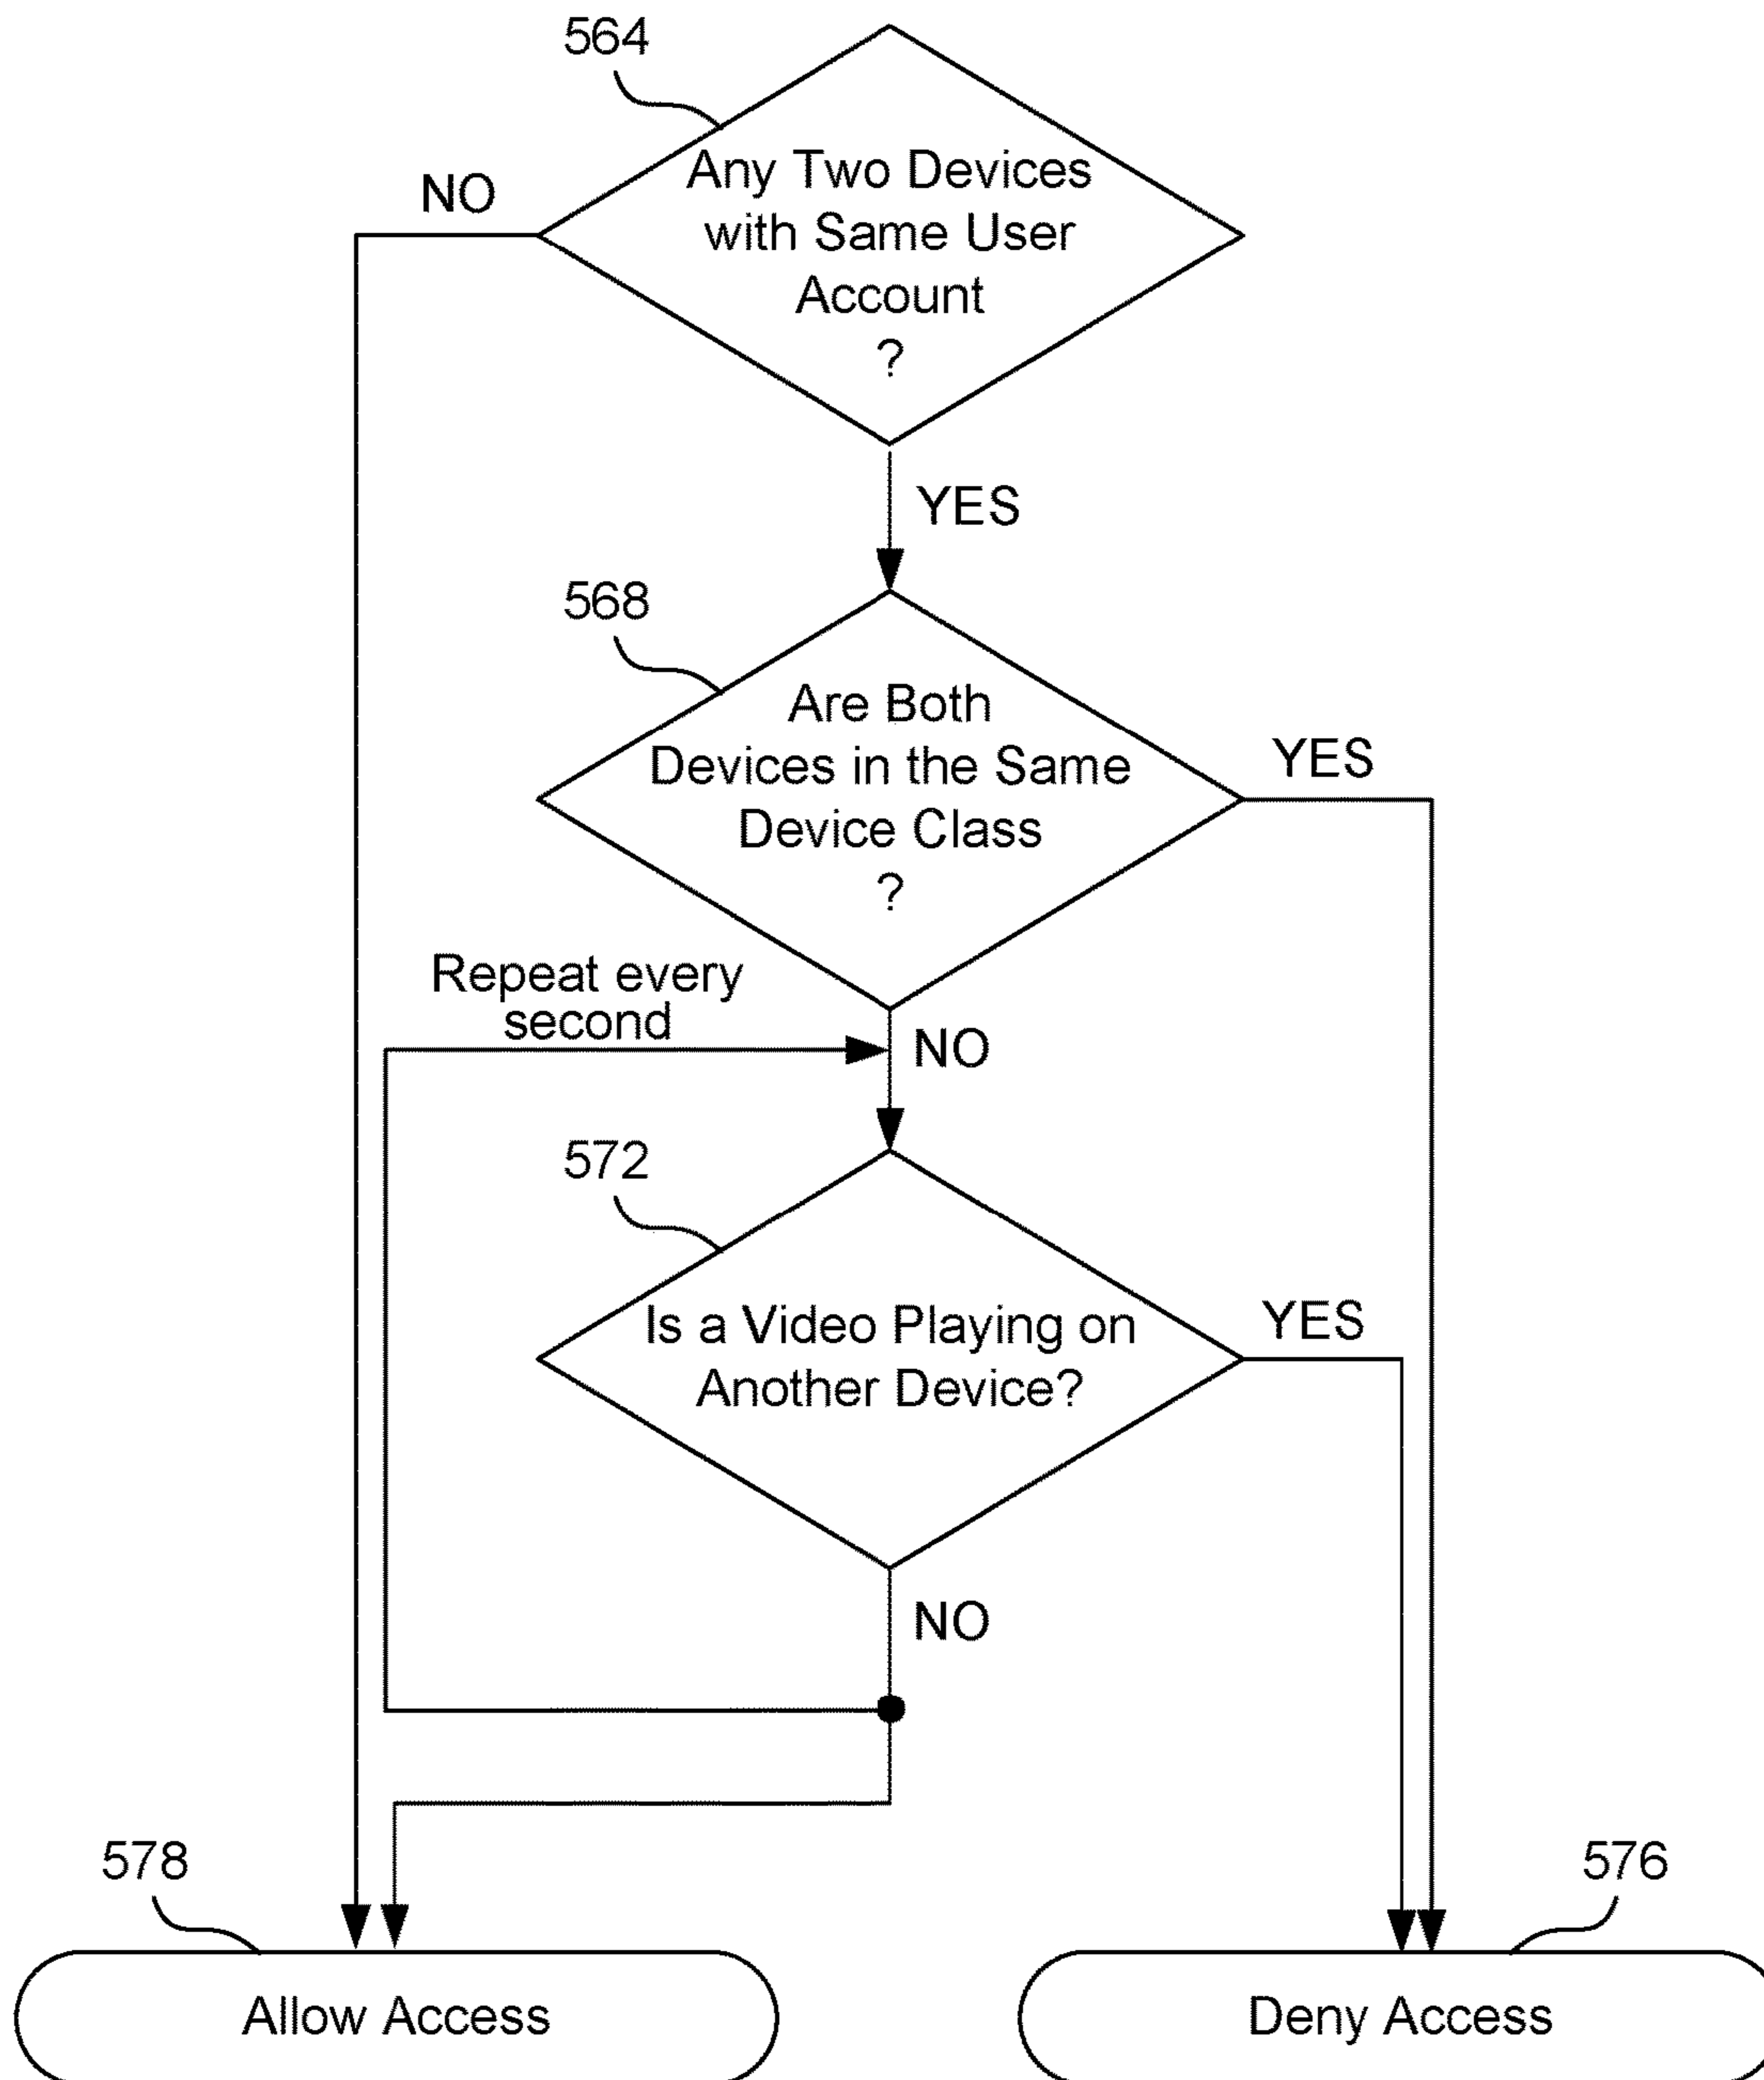 564
NO
Any Two Devices
with Same User
Account
?
YES
568
Are Both
Devices in the Same
Device Class
?
YES
Repeat every
second
NO
572
Is a Video Playing on
Another Device?
YES
NO
578
576
Allow Access
Deny Access